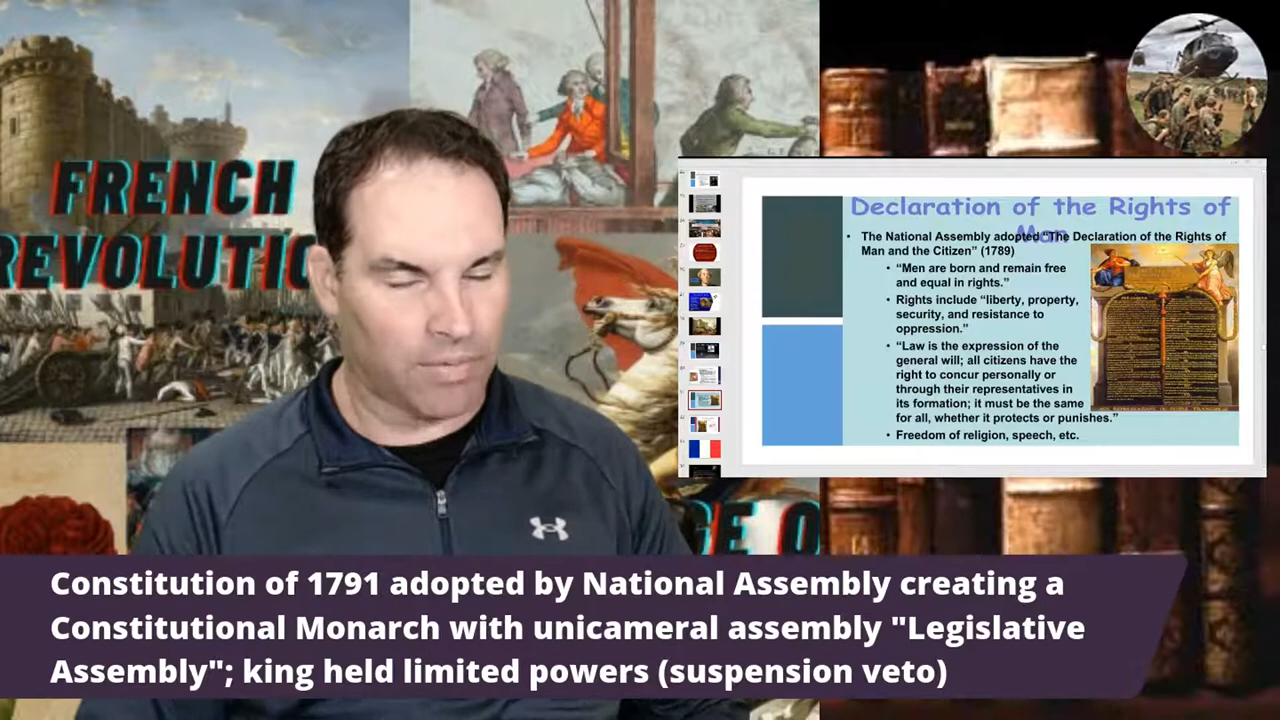 FRENCH
REVOLUTIO
Declaration of the Rights of
Man
• The National Assembly adopted “The Declaration of the Rights of
Man and the Citizen” (1789)
• “Men are born and remain free
and equal in rights.”
• Rights include “liberty, property,
security, and resistance to
oppression.”
• “Law is the expression of the
general will; all citizens have the
right to concur personally or
through their representatives in
its formation; it must be the same
for all, whether it protects or punishes.”
• Freedom of religion, speech, etc.
GE O
Constitution of 1791 adopted by National Assembly creating a
Constitutional Monarch with unicameral assembly "Legislative
Assembly"; king held limited powers (suspension veto)